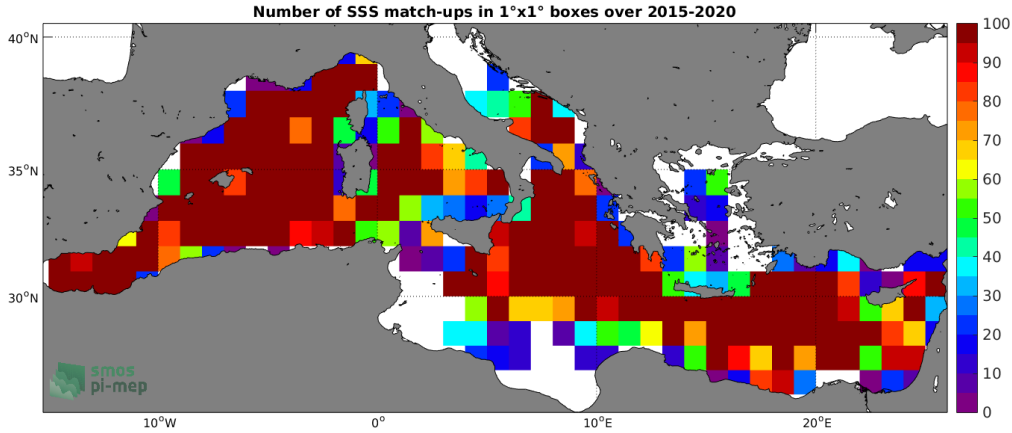 Number of SSS match-ups in 1°x1° boxes over 2015-2020
40°N
35°N
30°N
10°W
0°
10°E
20°E
100
90
80
70
60
50
40
30
20
10
0
smos
pi-mep